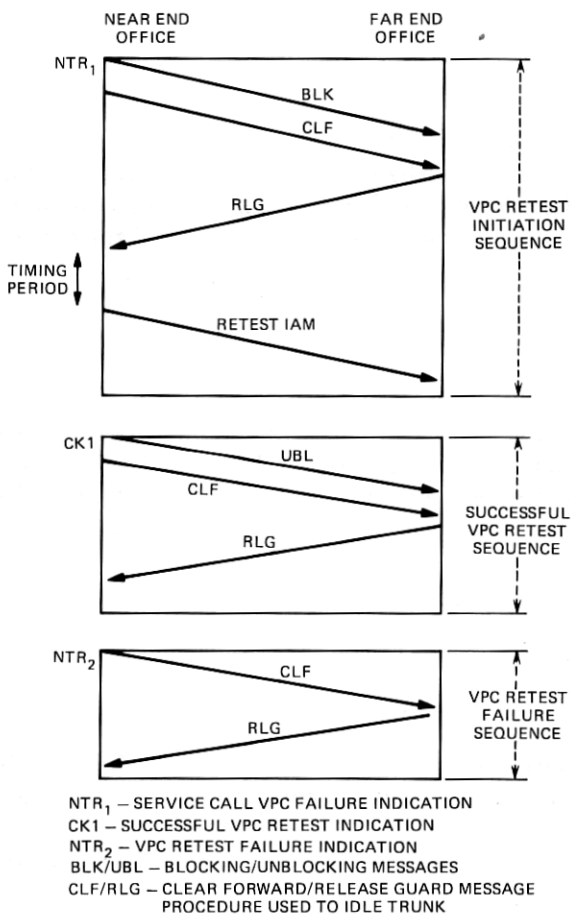 NEAR END
OFFICE
FAR END
OFFICE
NTR1
BLK
CLF
RLG
VPC RETEST
INITIATION
SEQUENCE
TIMING
PERIOD
RETEST IAM
CK1
UBL
CLF
RLG
SUCCESSFUL
VPC RETEST
SEQUENCE
NTR2
CLF
RLG
VPC RETEST
FAILURE
SEQUENCE
NTR1 – SERVICE CALL VPC FAILURE INDICATION
CK1 – SUCCESSFUL VPC RETEST INDICATION
NTR2 – VPC RETEST FAILURE INDICATION
BLK/UBL – BLOCKING/UNBLOCKING MESSAGES
CLF/RLG – CLEAR FORWARD/RELEASE GUARD MESSAGE
PROCEDURE USED TO IDLE TRUNK